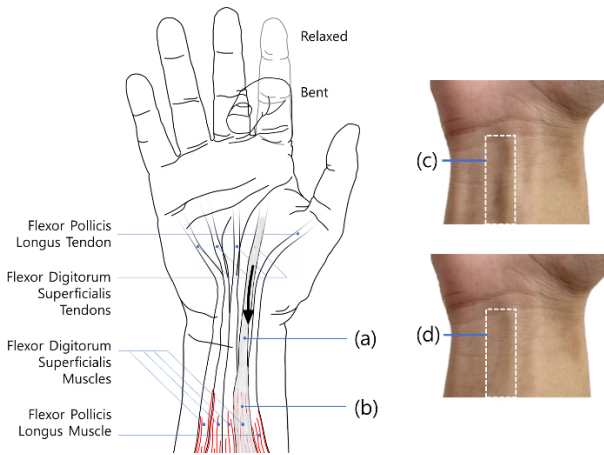 Relaxed
Bent
Flexor Pollicis
Longus Tendon
Flexor Digitorum
Superficialis
Tendons
Flexor Digitorum
Superficialis
Muscles
Flexor Pollicis
Longus Muscle
(a)
(b)
(c)
(d)